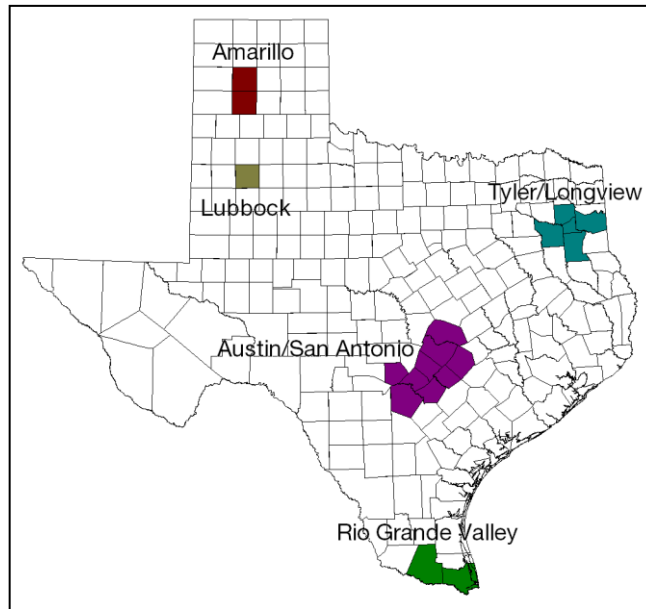 Amarillo
Lubbock
Tyler/Longview
Austin/San Antonio
Rio Grande Valley